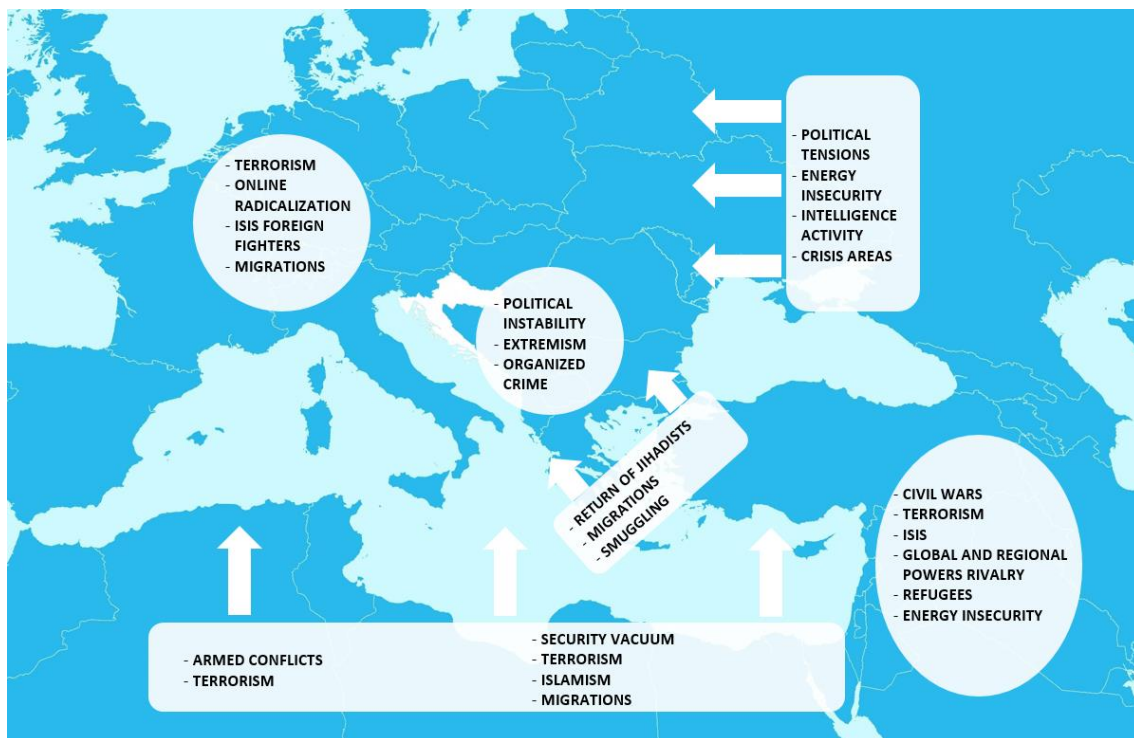 - TERRORISM
- ONLINE
RADICALIZATION
- ISIS FOREIGN
FIGHTERS
- MIGRATIONS
- POLITICAL
TENSIONS
- ENERGY
INSECURITY
- INTELLIGENCE
ACTIVITY
- CRISIS AREAS
- POLITICAL
INSTABILITY
- EXTREMISM
- ORGANIZED
CRIME
- RETURN OF JIHADISTS
- MIGRATIONS
- SMUGGLING
- CIVIL WARS
- TERRORISM
- ISIS
- GLOBAL AND REGIONAL
POWERS RIVALRY
- REFUGEES
- ENERGY INSECURITY
- ARMED CONFLICTS
- TERRORISM
- SECURITY VACUUM
- TERRORISM
- ISLAMISM
- MIGRATIONS